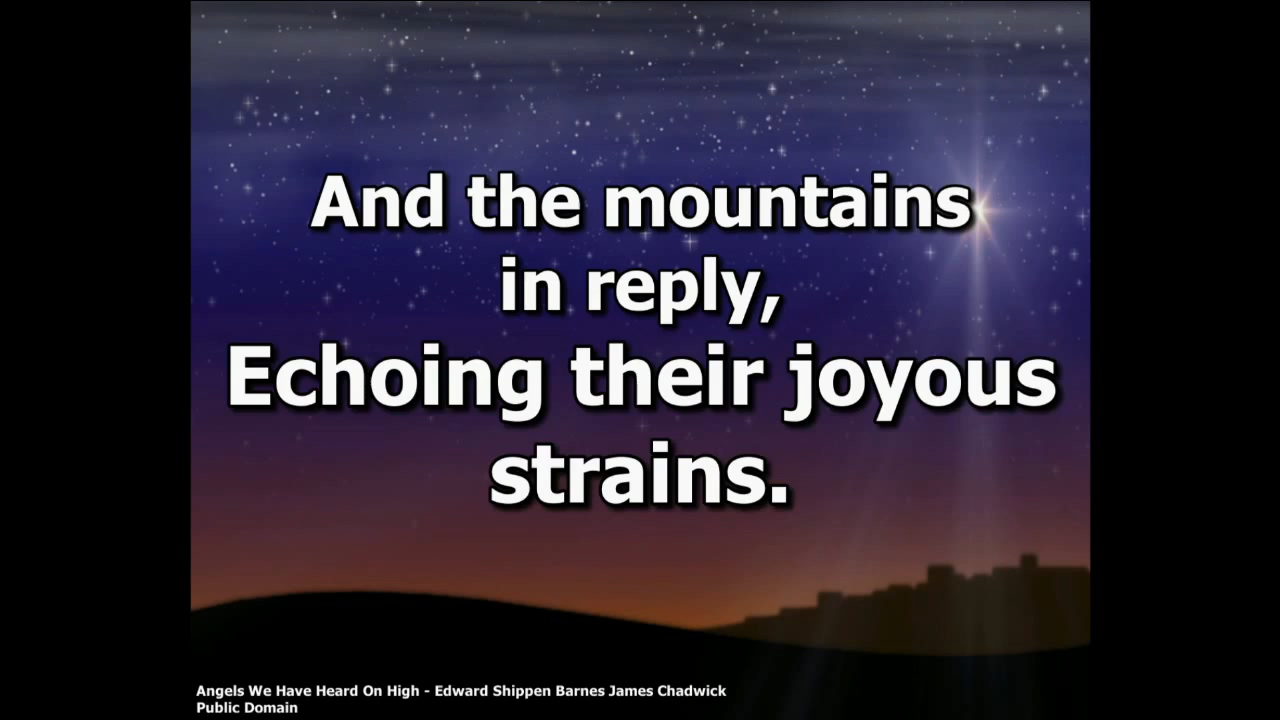 And the mountains
in reply,
Echoing their joyous
strains.
Angels We Have Heard On High - Edward Shippen Barnes James Chadwick
Public Domain